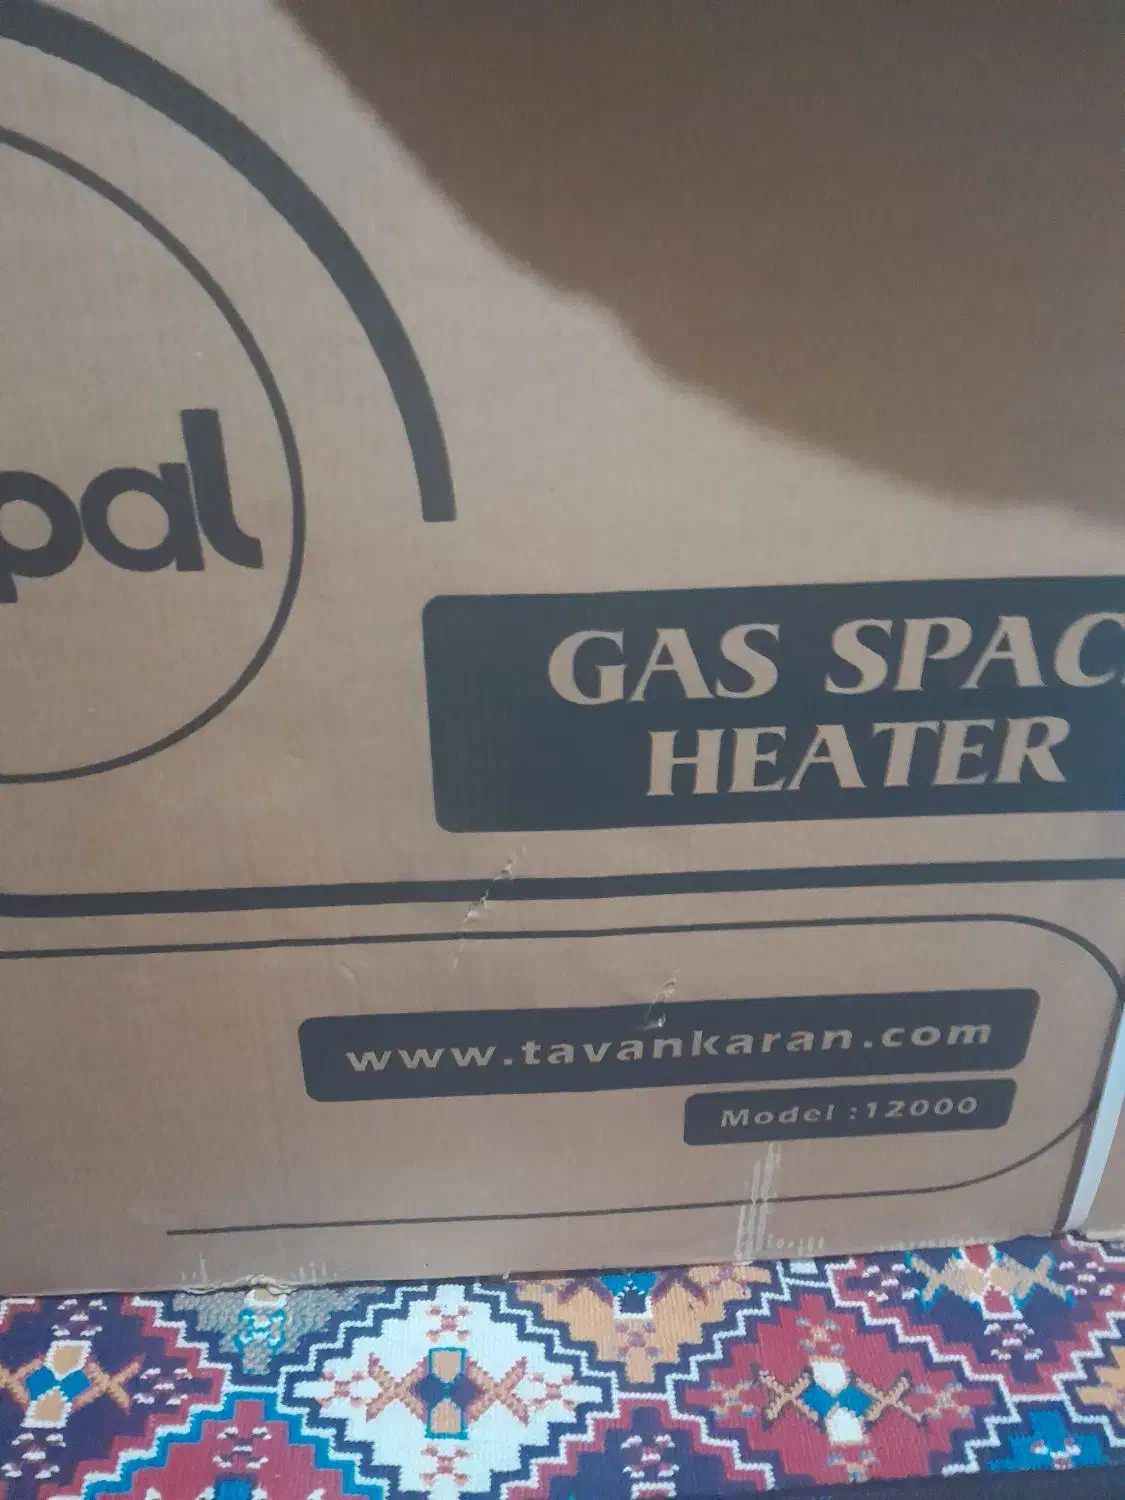 pal
GAS SPAC
HEATER
www.tavankaran.com
Model :12000